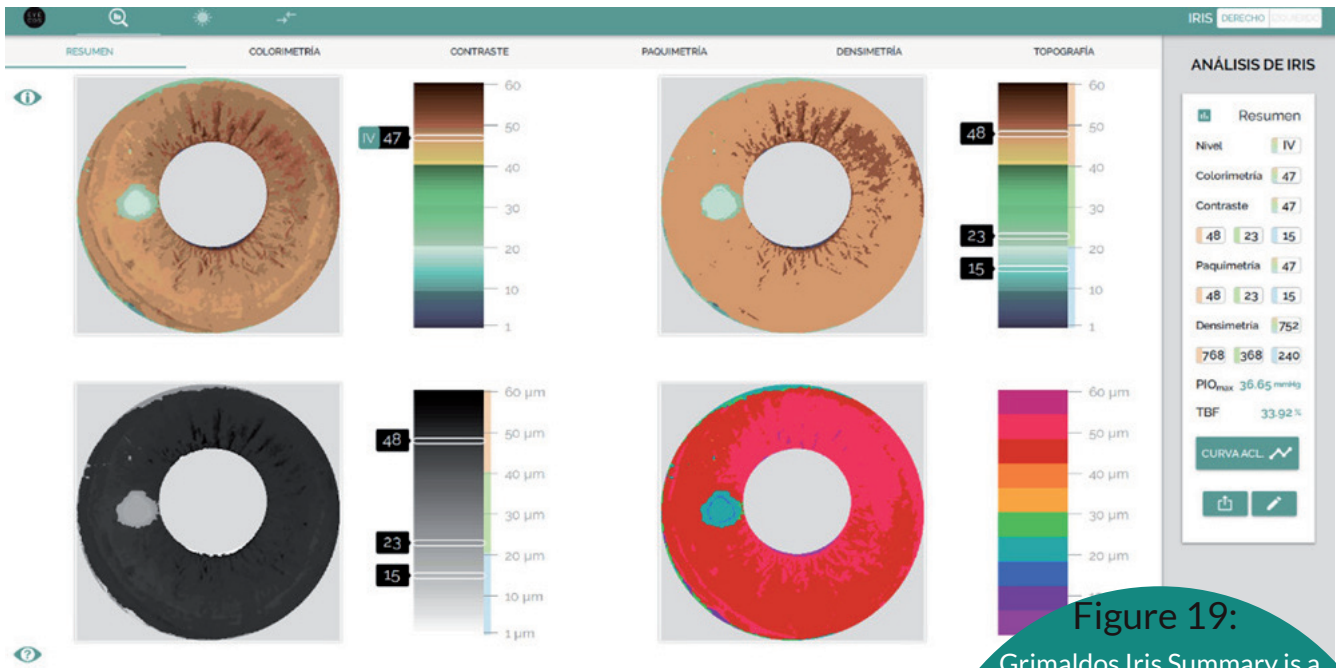 EYE
COS
IRIS DERECHO IZQUIERDO
RESUMEN
COLORIMETRÍA
CONTRASTE
PAQUIMETRÍA
DENSIMETRÍA
TOPOGRAFÍA
60
50
40
30
20
10
1
IV 47
60
50
40
30
20
10
1
48
23
15
60 µm
50 µm
40 µm
30 µm
20 µm
10 µm
1 µm
48
23
15
60 µm
50 µm
40 µm
30 µm
20 µm
ANÁLISIS DE IRIS
Resumen
Nivel IV
Colorimetría 47
Contraste 47
48 23 15
Paquimetría 47
48 23 15
Densimetría 752
768 368 240
PIOmax 36.65 mmHg
TBF 33.92 %
CURVA ACL.
Figure 19:
Grimaldos Iris Summary is a